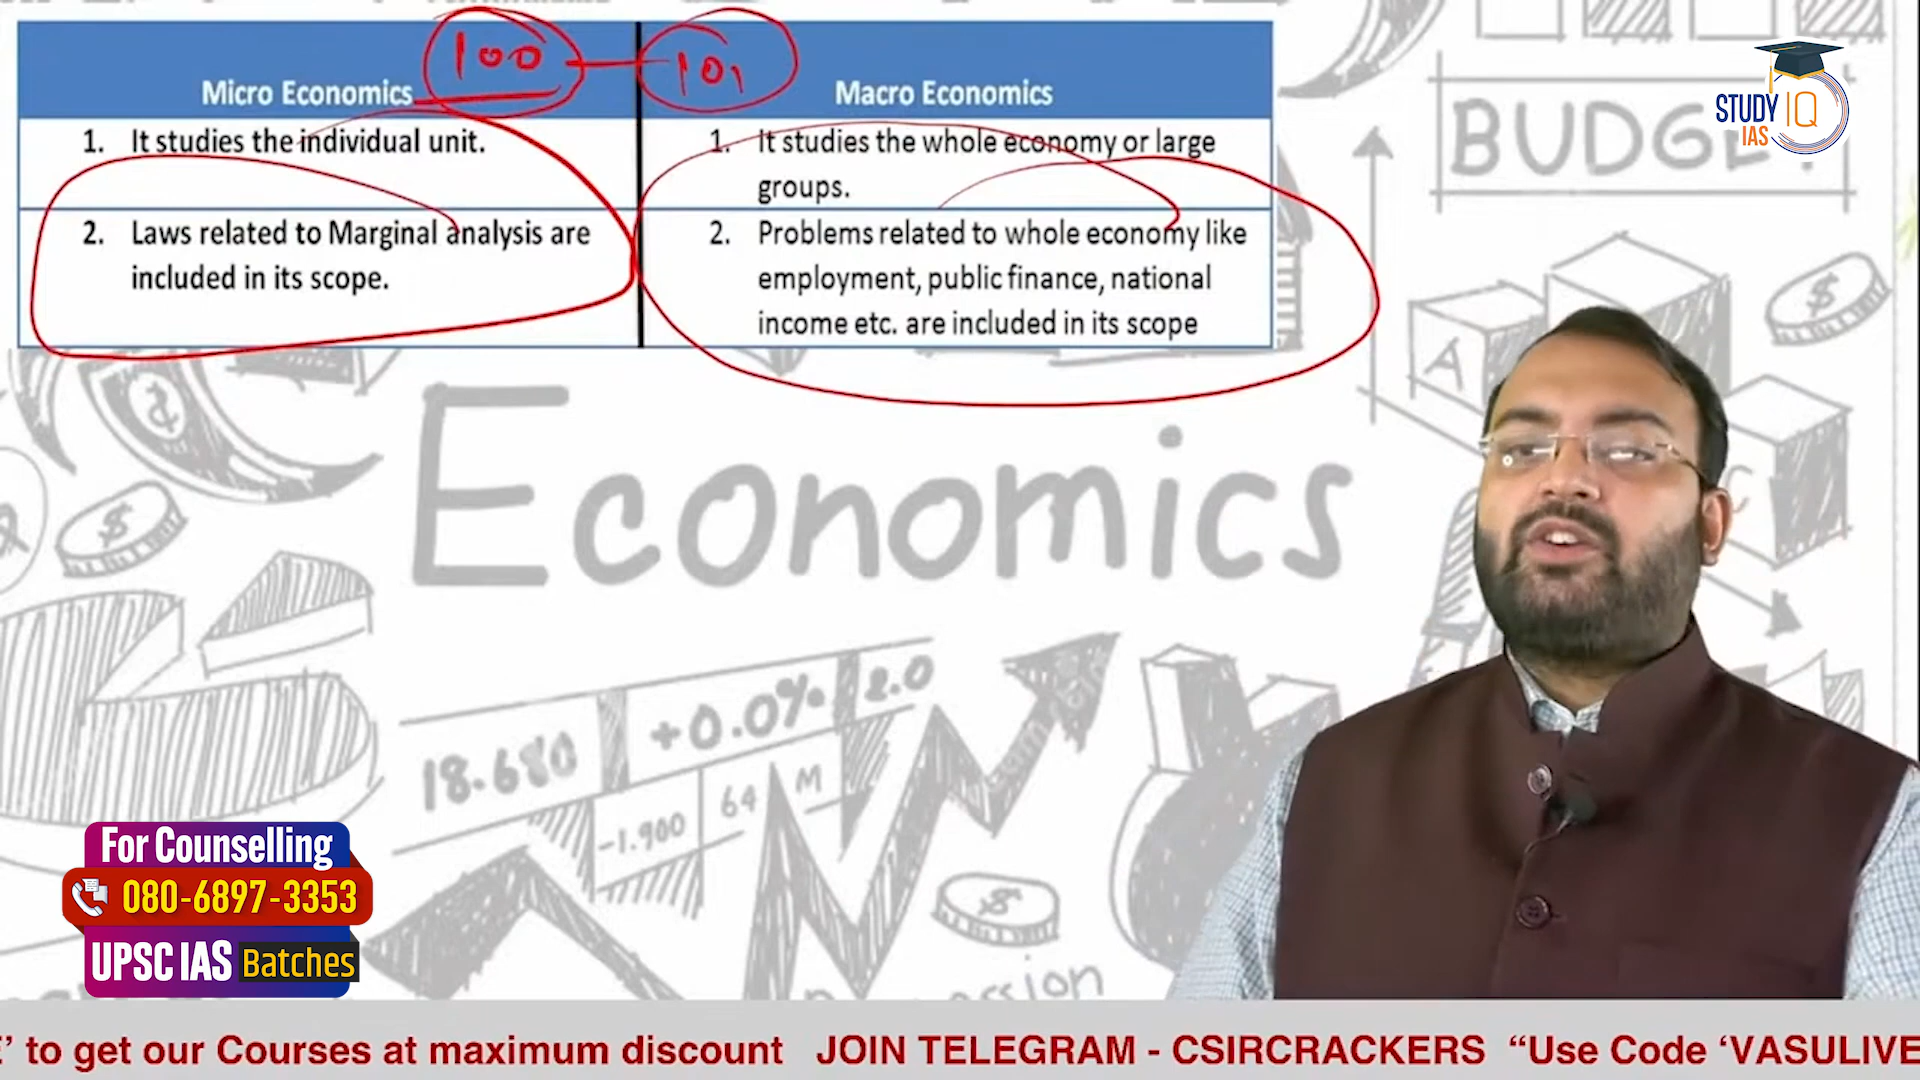 100
101
Micro Economics
Macro Economics
1. It studies the individual unit.
1. It studies the whole economy or large
groups.
2. Laws related to Marginal analysis are
included in its scope.
2. Problems related to whole economy like
employment, public finance, national
income etc. are included in its scope
STUDY IQ
IAS
BUDGE
A
C
$
$
Economics
18.680
+0.0%
2.0
-1.900
64
M
$
ession
For Counselling
080-6897-3353
UPSC IAS Batches
’ to get our Courses at maximum discount JOIN TELEGRAM - CSIRCRACKERS “Use Code ‘VASULIVE